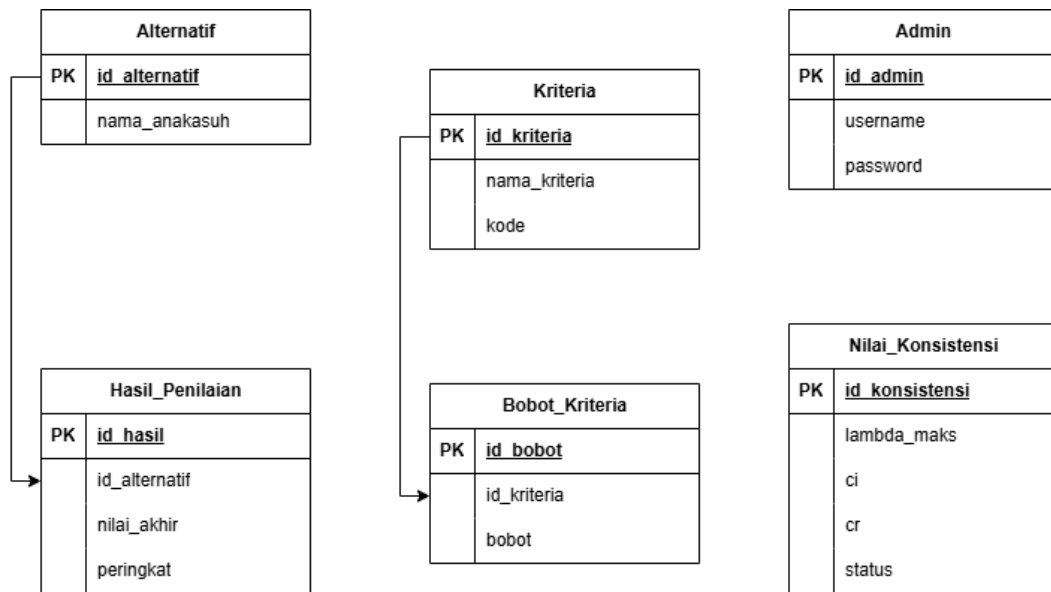 Alternatif
PK id_alternatif
nama_anakasuh
Kriteria
PK id_kriteria
nama_kriteria
kode
Admin
PK id_admin
username
password
Hasil_Penilaian
PK id_hasil
id_alternatif
nilai_akhir
peringkat
Bobot_Kriteria
PK id_bobot
id_kriteria
bobot
Nilai_Konsistensi
PK id_konsistensi
lambda_maks
ci
cr
status